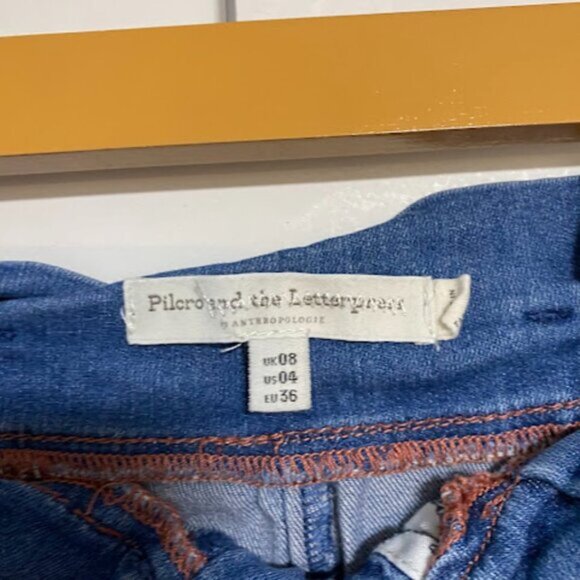 Pilcro and the Letterpress
BY ANTHROPOLOGIE
UK08
US04
EU36